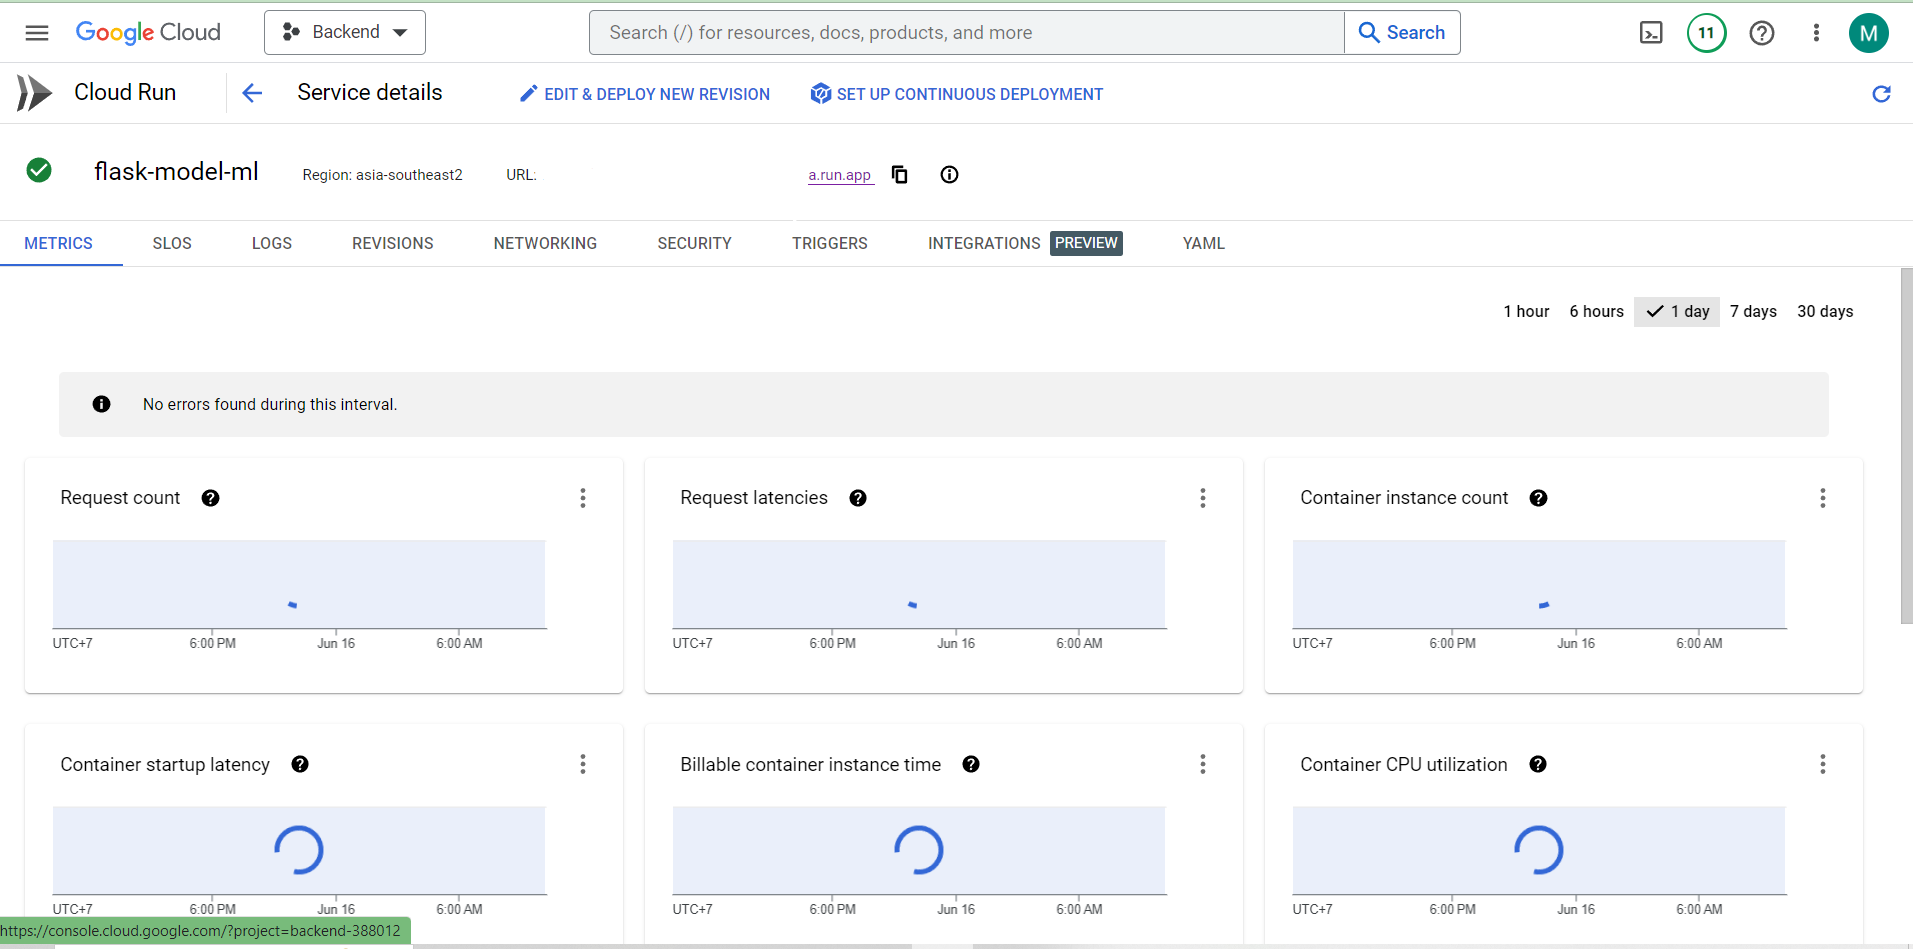 Google Cloud
Backend
Search (/) for resources, docs, products, and more
Search
11
M
Cloud Run
Service details
EDIT & DEPLOY NEW REVISION
SET UP CONTINUOUS DEPLOYMENT
flask-model-ml
Region: asia-southeast2
URL:
a.run.app
METRICS
SLOS
LOGS
REVISIONS
NETWORKING
SECURITY
TRIGGERS
INTEGRATIONS PREVIEW
YAML
1 hour
6 hours
1 day
7 days
30 days
No errors found during this interval.
Request count
UTC+7 6:00 PM Jun 16 6:00 AM
Request latencies
UTC+7 6:00 PM Jun 16 6:00 AM
Container instance count
UTC+7 6:00 PM Jun 16 6:00 AM
Container startup latency
UTC+7 6:00 PM Jun 16 6:00 AM
Billable container instance time
UTC+7 6:00 PM Jun 16 6:00 AM
Container CPU utilization
UTC+7 6:00 PM Jun 16 6:00 AM
https://console.cloud.google.com/?project=backend-388012